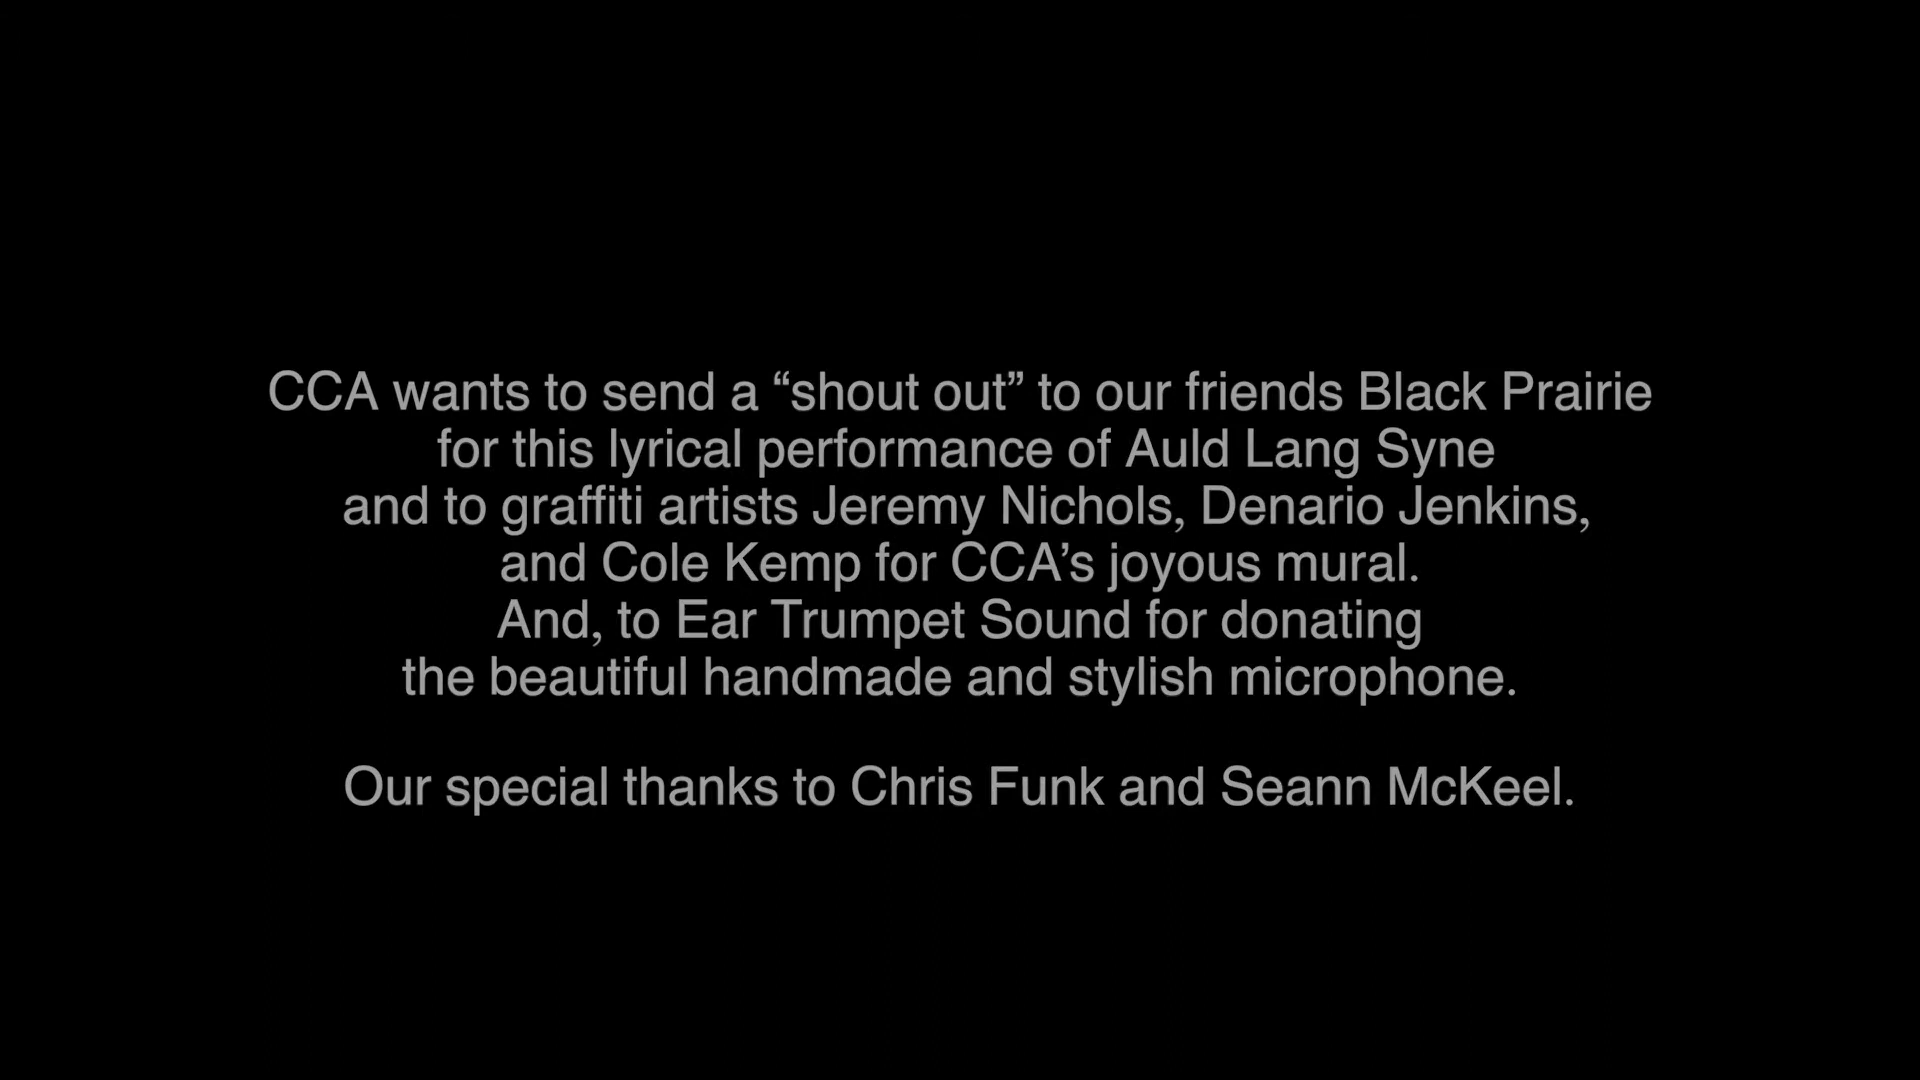 CCA wants to send a “shout out” to our friends Black Prairie
for this lyrical performance of Auld Lang Syne
and to graffiti artists Jeremy Nichols, Denario Jenkins,
and Cole Kemp for CCA’s joyous mural.
And, to Ear Trumpet Sound for donating
the beautiful handmade and stylish microphone.
Our special thanks to Chris Funk and Seann McKeel.